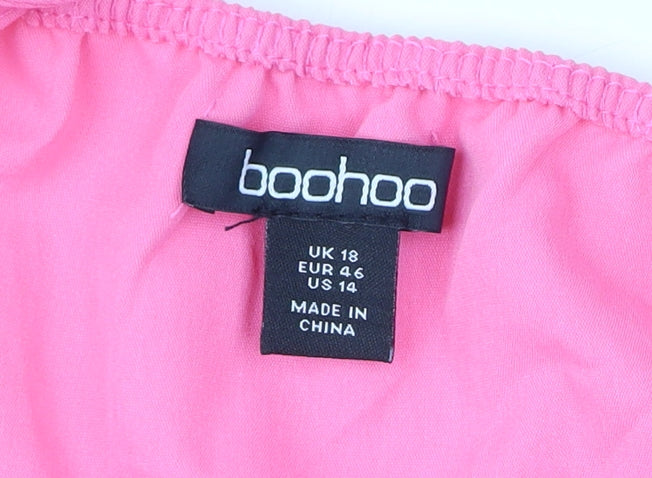 boohoo
UK 18
EUR 46
US 14
MADE IN
CHINA